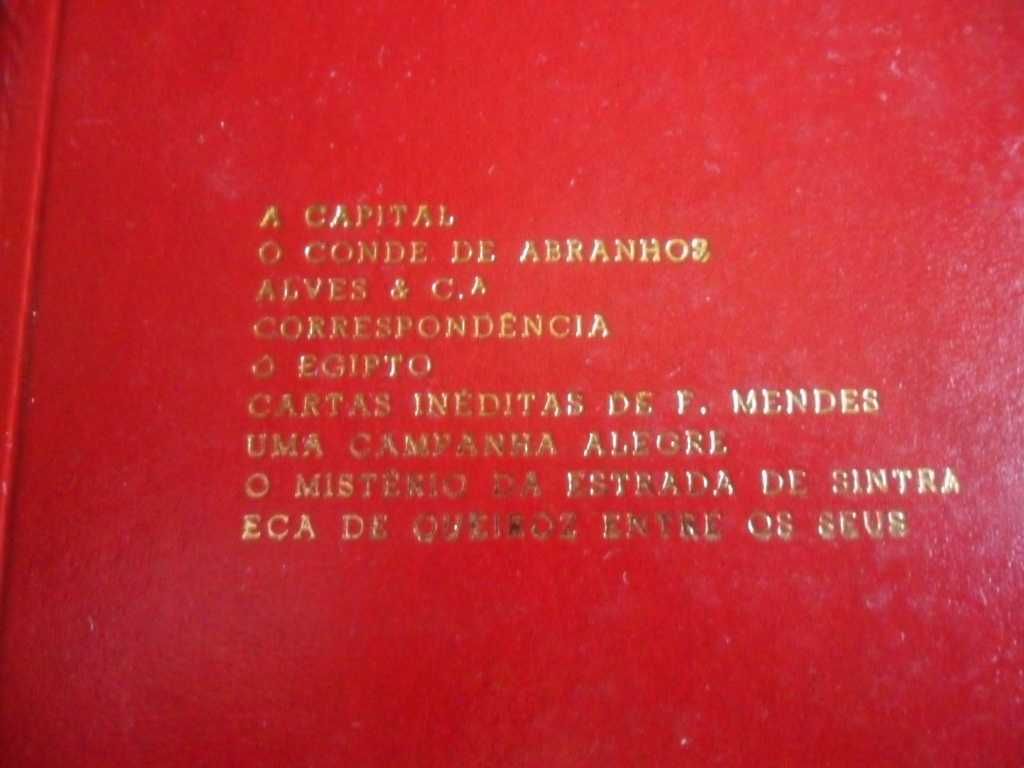 A CAPITAL
O CONDE DE ABRANHOS
ALVES & C.A
CORRESPONDÊNCIA
O EGIPTO
CARTAS INÉDITAS DE F. MENDES
UMA CAMPANHA ALEGRE
O MISTÉRIO DA ESTRADA DE SINTRA
EÇA DE QUEIROZ ENTRE OS SEUS